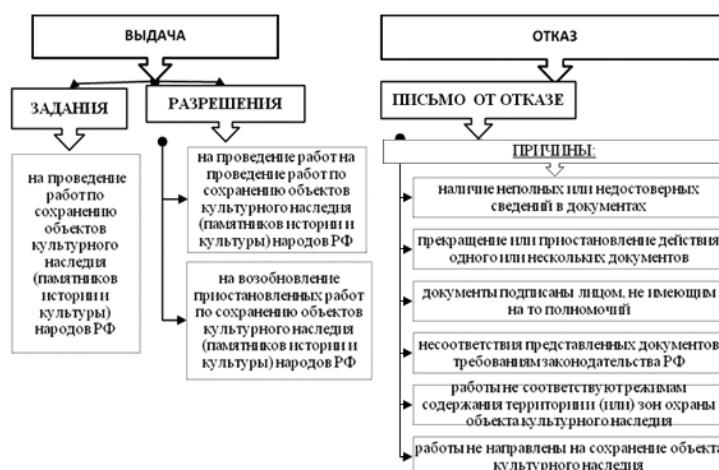 ВЫДАЧА
ЗАДАНИЯ
на проведение
работ по
сохранению
объектов
культурного
наследия
(памятников
истории и
культуры)
народов РФ
РАЗРЕШЕНИЯ
на проведение работ на
проведение работ по
сохранению объектов
культурного наследия
(памятников истории и
культуры) народов РФ
на возобновление
приостановленных работ
по сохранению объектов
культурного наследия
(памятников истории и
культуры) народов РФ
ОТКАЗ
ПИСЬМО ОТ ОТКАЗЕ
ПРИЧИНЫ:
наличие неполных или недостоверных
сведений в документах
прекращение или приостановление действия
одного или нескольких документов
документы подписаны лицом, не имеющим
на то полномочий
несоответствия представленных документов
требованиям законодательства РФ
работы не соответствуют режимам
содержания территории (или) зон охраны
объекта культурного наследия
работы не направлены на сохранение объекта
культурного наследия